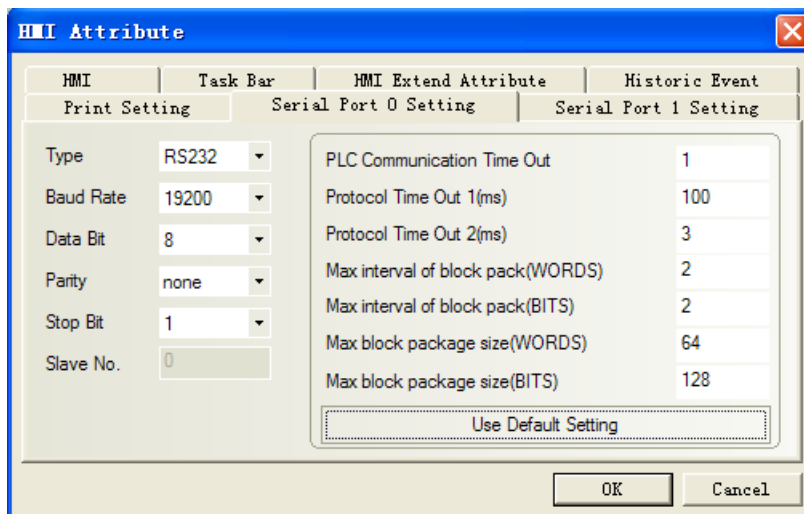 HMI Attribute
HMI Task Bar HMI Extend Attribute Historic Event
Print Setting Serial Port 0 Setting Serial Port 1 Setting
Type RS232
Baud Rate 19200
Data Bit 8
Parity none
Stop Bit 1
Slave No. 0
PLC Communication Time Out 1
Protocol Time Out 1(ms) 100
Protocol Time Out 2(ms) 3
Max interval of block pack(WORDS) 2
Max interval of block pack(BITS) 2
Max block package size(WORDS) 64
Max block package size(BITS) 128
Use Default Setting
OK Cancel